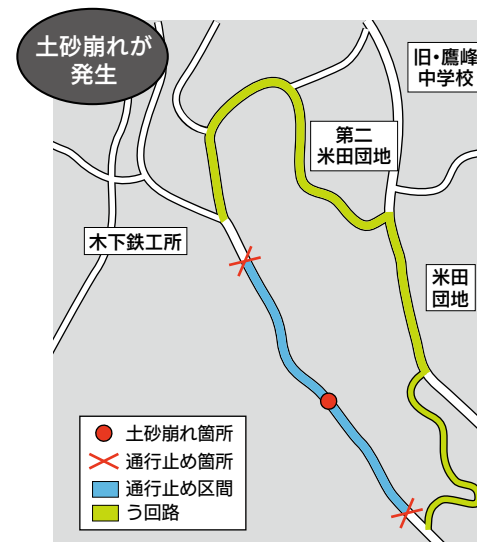 土砂崩れが
発生
旧・鷹峰
中学校
第二
米田団地
木下鉄工所
米田
団地
土砂崩れ箇所
通行止め箇所
通行止め区間
う回路